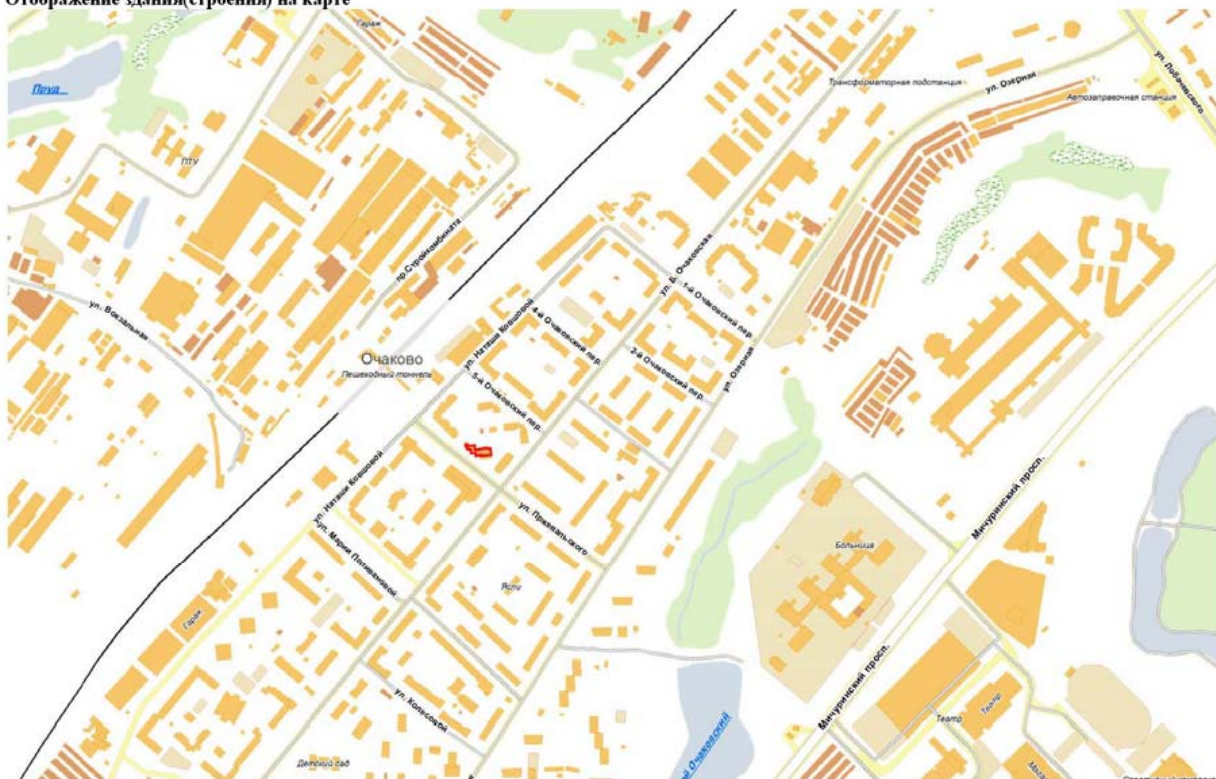 Отображение здания(строения) на карте
Гараж
Пруд...
Трансформаторная подстанция
ул. Озерная
ул. Лобачевского
Автозаправочная станция
ПТУ
пр.Стройкомбината
ул. Б. Очаковская
ул. Вокзальная
1-й Очаковский пер.
4-й Очаковский пер.
ул. Наташи Ковшовой
Очаково
Пешеходный тоннель
2-й Очаковский пер.
ул. Озерная
5-й Очаковский пер.
ул. Наташи Ковшовой
Мичуринский просп.
ул. Пржевальского
ул. Марии Поливановой
Больница
Ясли
Гараж
ул. Колесовой
Мичуринский просп.
Театр
Театр
Детский сад
й Очаковский